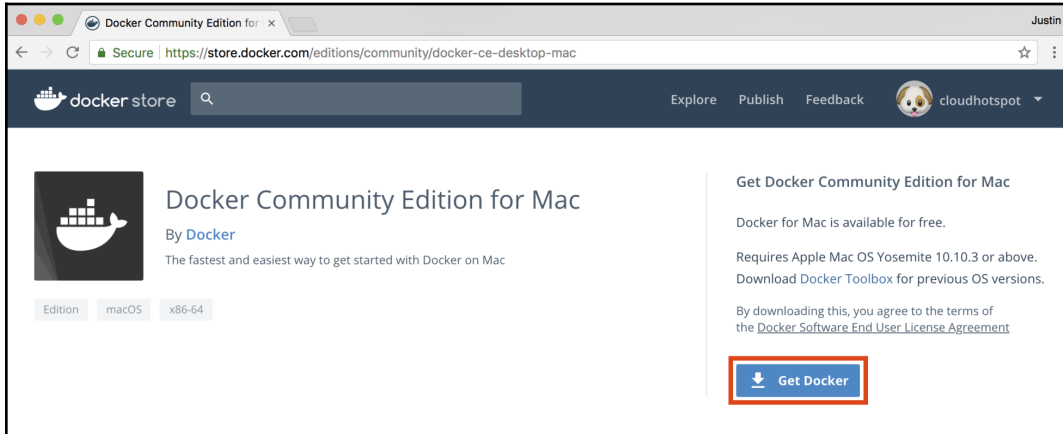 Docker Community Edition for
Justin
Secure https://store.docker.com/editions/community/docker-ce-desktop-mac
docker store
Explore Publish Feedback cloudhotspot
Docker Community Edition for Mac
By Docker
The fastest and easiest way to get started with Docker on Mac
Edition macOS x86-64
Get Docker Community Edition for Mac
Docker for Mac is available for free.
Requires Apple Mac OS Yosemite 10.10.3 or above.
Download Docker Toolbox for previous OS versions.
By downloading this, you agree to the terms of
the Docker Software End User License Agreement
Get Docker